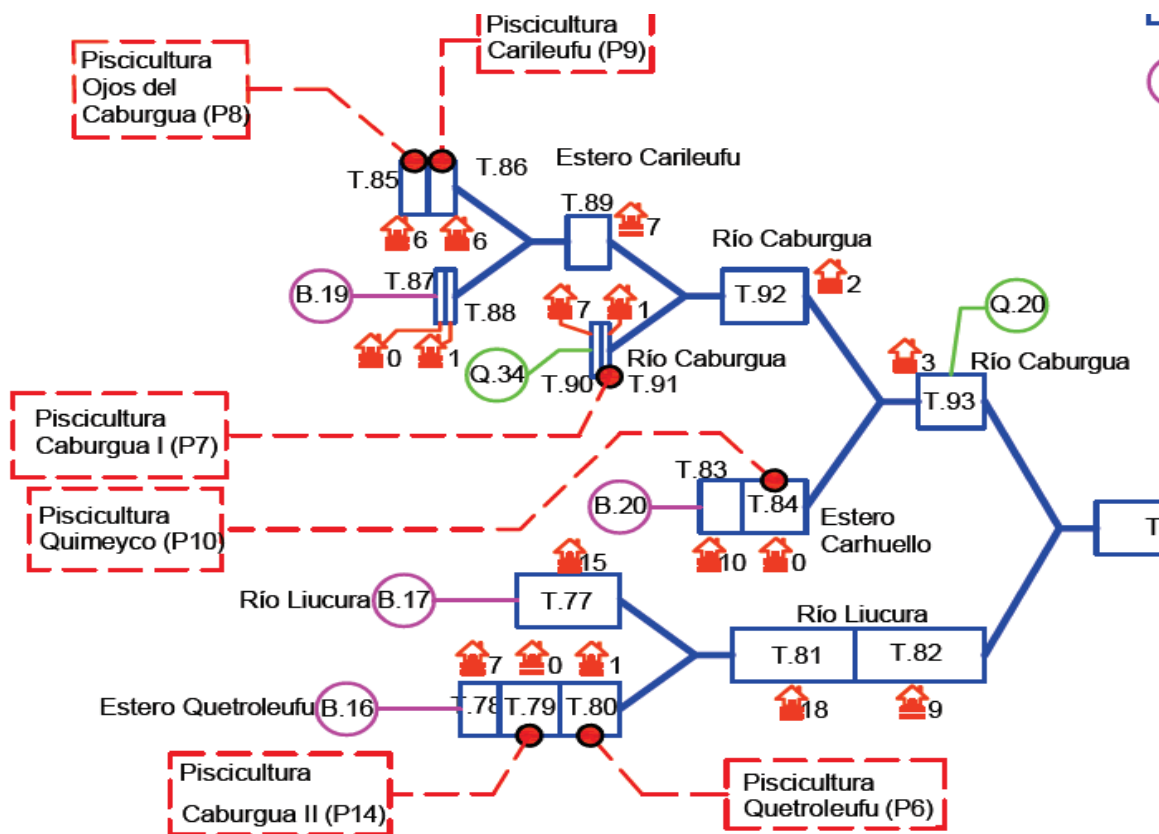 Piscicultura
Carileufu (P9)
Piscicultura
Ojos del
Caburgua (P8)
T.85
T.86
Estero Carileufu
T.89
7
6
6
Río Caburgua
T.92
2
B.19
T.87
T.88
7
1
0
1
Q.34
Río Caburgua
T.90
T.91
Q.20
3
Río Caburgua
T.93
Piscicultura
Caburgua I (P7)
T.83
B.20
T.84
Piscicultura
Quimeyco (P10)
Estero
Carhuello
10
0
15
Río Liucura
B.17
T.77
Río Liucura
T.81
T.82
T
7
0
1
18
9
Estero Quetroleufu
B.16
T.78
T.79
T.80
Piscicultura
Caburgua II (P14)
Piscicultura
Quetroleufu (P6)